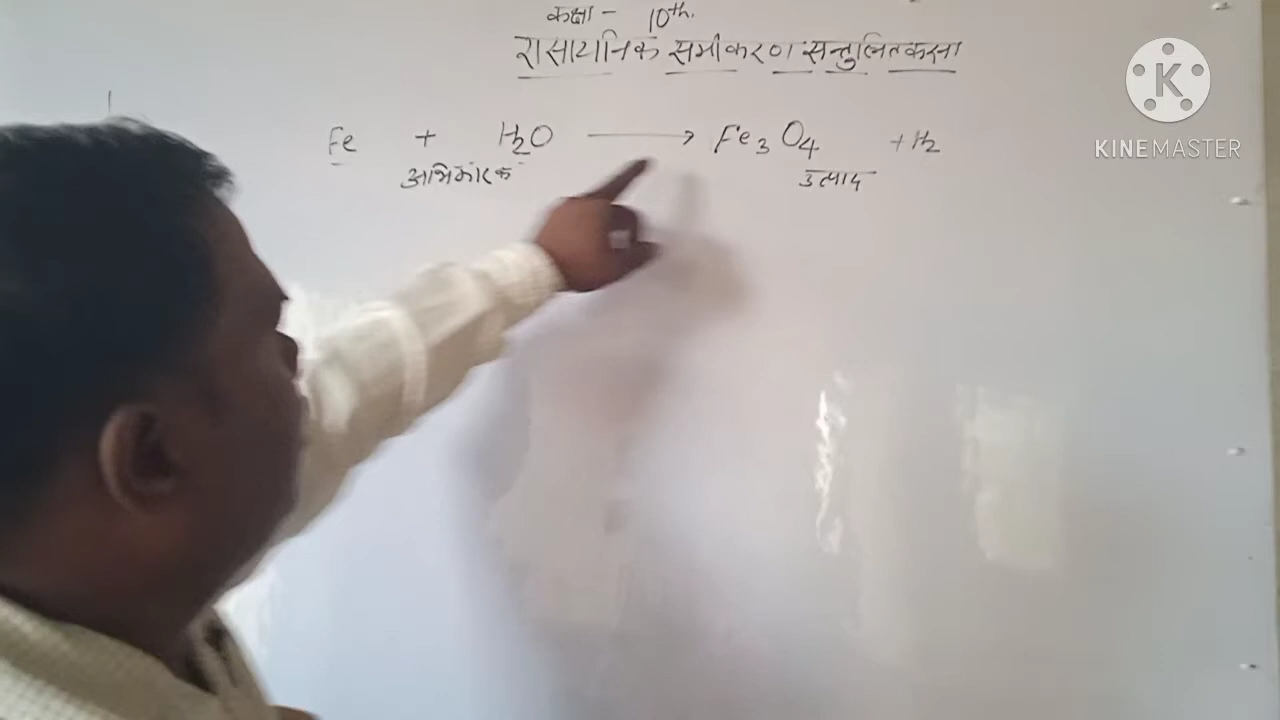 कक्षा - 10th.
रासायनिक समीकरण सन्तुलित करना
Fe + H2O → Fe3O4 + H2
अभिकारक उत्पाद
K
KINEMASTER